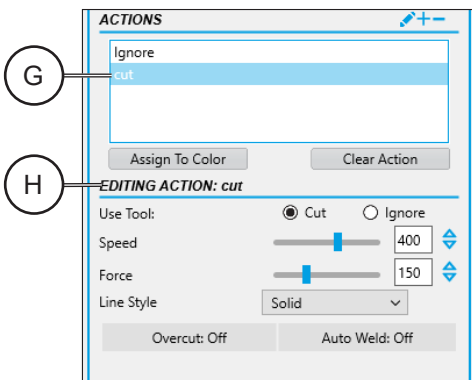 ACTIONS
Ignore
G
cut
Assign To Color Clear Action
H
EDITING ACTION: cut
Use Tool: Cut Ignore
Speed 400
Force 150
Line Style Solid
Overcut: Off Auto Weld: Off